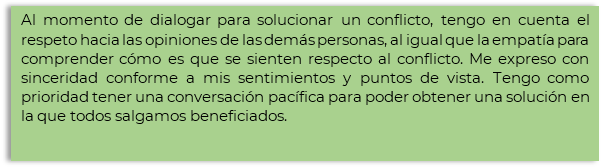 Al momento de dialogar para solucionar un conflicto, tengo en cuenta el
respeto hacia las opiniones de las demás personas, al igual que la empatía para
comprender cómo es que se sienten respecto al conflicto. Me expreso con
sinceridad conforme a mis sentimientos y puntos de vista. Tengo como
prioridad tener una conversación pacífica para poder obtener una solución en
la que todos salgamos beneficiados.